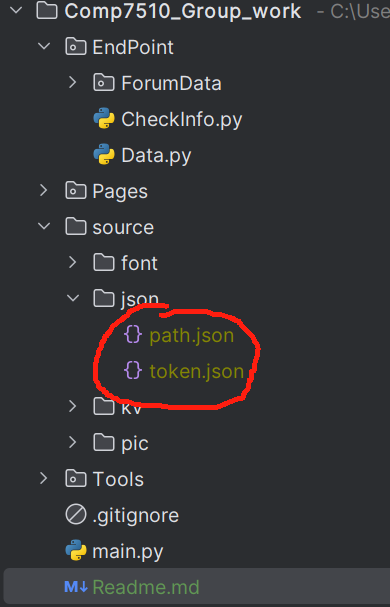 Comp7510_Group_work - C:\Use
EndPoint
ForumData
CheckInfo.py
Data.py
Pages
source
font
json
path.json
token.json
kv
pic
Tools
.gitignore
main.py
M↓ Readme.md